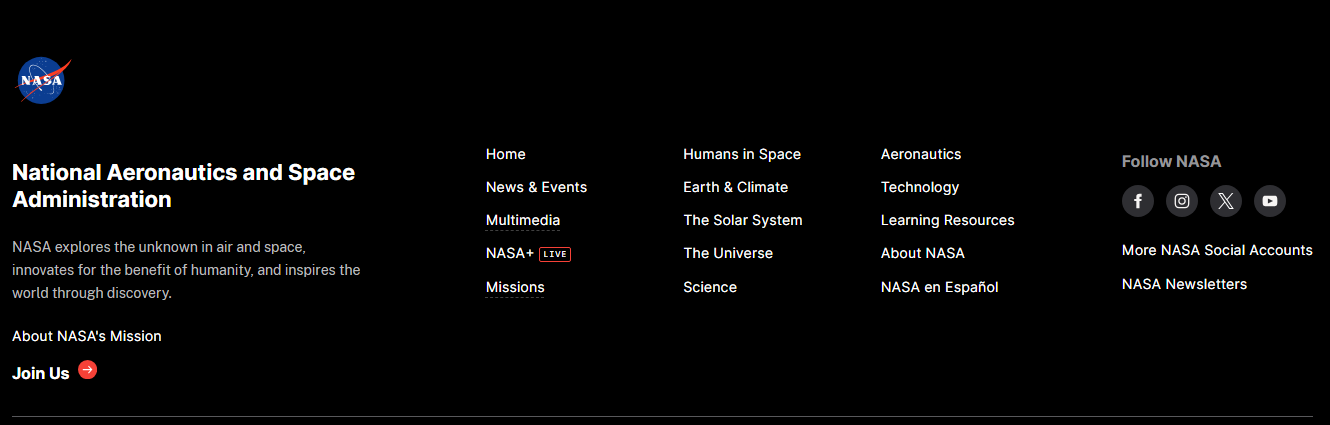 NASA
National Aeronautics and Space
Administration
NASA explores the unknown in air and space,
innovates for the benefit of humanity, and inspires the
world through discovery.
About NASA's Mission
Join Us
Home
News & Events
Multimedia
NASA+ LIVE
Missions
Humans in Space
Earth & Climate
The Solar System
The Universe
Science
Aeronautics
Technology
Learning Resources
About NASA
NASA en Español
Follow NASA
More NASA Social Accounts
NASA Newsletters